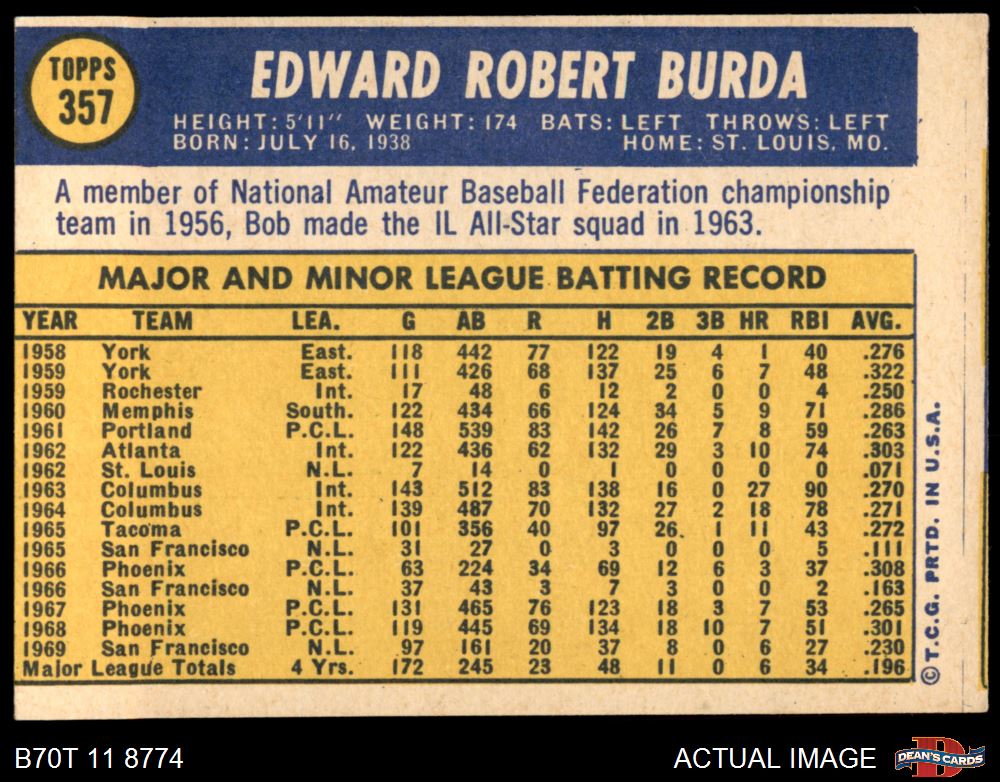 TOPPS
357
EDWARD ROBERT BURDA
HEIGHT: 5'11" WEIGHT: 174 BATS: LEFT THROWS: LEFT
BORN: JULY 16, 1938 HOME: ST. LOUIS, MO.
A member of National Amateur Baseball Federation championship
team in 1956, Bob made the IL All-Star squad in 1963.
MAJOR AND MINOR LEAGUE BATTING RECORD
YEAR TEAM LEA. G AB R H 2B 3B HR RBI AVG.
1958 York East. 118 442 77 122 19 4 1 40 .276
1959 York East. 111 426 68 137 25 6 7 48 .322
1959 Rochester Int. 17 48 6 12 2 0 0 4 .250
1960 Memphis South. 122 434 66 124 34 5 9 71 .286
1961 Portland P.C.L. 148 539 83 142 26 7 8 59 .263
1962 Atlanta Int. 122 436 62 132 29 3 10 74 .303
1962 St. Louis N.L. 7 14 0 1 0 0 0 0 .071
1963 Columbus Int. 143 512 83 138 16 0 27 90 .270
1964 Columbus Int. 139 487 70 132 27 2 18 78 .271
1965 Tacoma P.C.L. 101 356 40 97 26 1 11 43 .272
1965 San Francisco N.L. 31 27 0 3 0 0 0 5 .111
1966 Phoenix P.C.L. 63 224 34 69 12 6 3 37 .308
1966 San Francisco N.L. 37 43 3 7 3 0 0 2 .163
1967 Phoenix P.C.L. 131 465 76 123 18 3 7 53 .265
1968 Phoenix P.C.L. 119 445 69 134 18 10 7 51 .301
1969 San Francisco N.L. 97 161 20 37 8 0 6 27 .230
Major League Totals 4 Yrs. 172 245 23 48 11 0 6 34 .196
©T.C.G. PRTD. IN U.S.A.
B70T 11 8774
ACTUAL IMAGE
D
DEAN'S CARDS